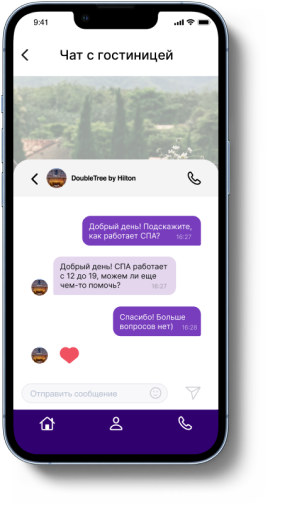 9:41
Чат с гостиницей
DoubleTree by Hilton
Добрый день! Подскажите,
как работает СПА? 16:27
Добрый день! СПА работает
с 12 до 19, можем ли еще
чем-то помочь? 16:27
Спасибо! Больше
вопросов нет) 16:28
Отправить сообщение